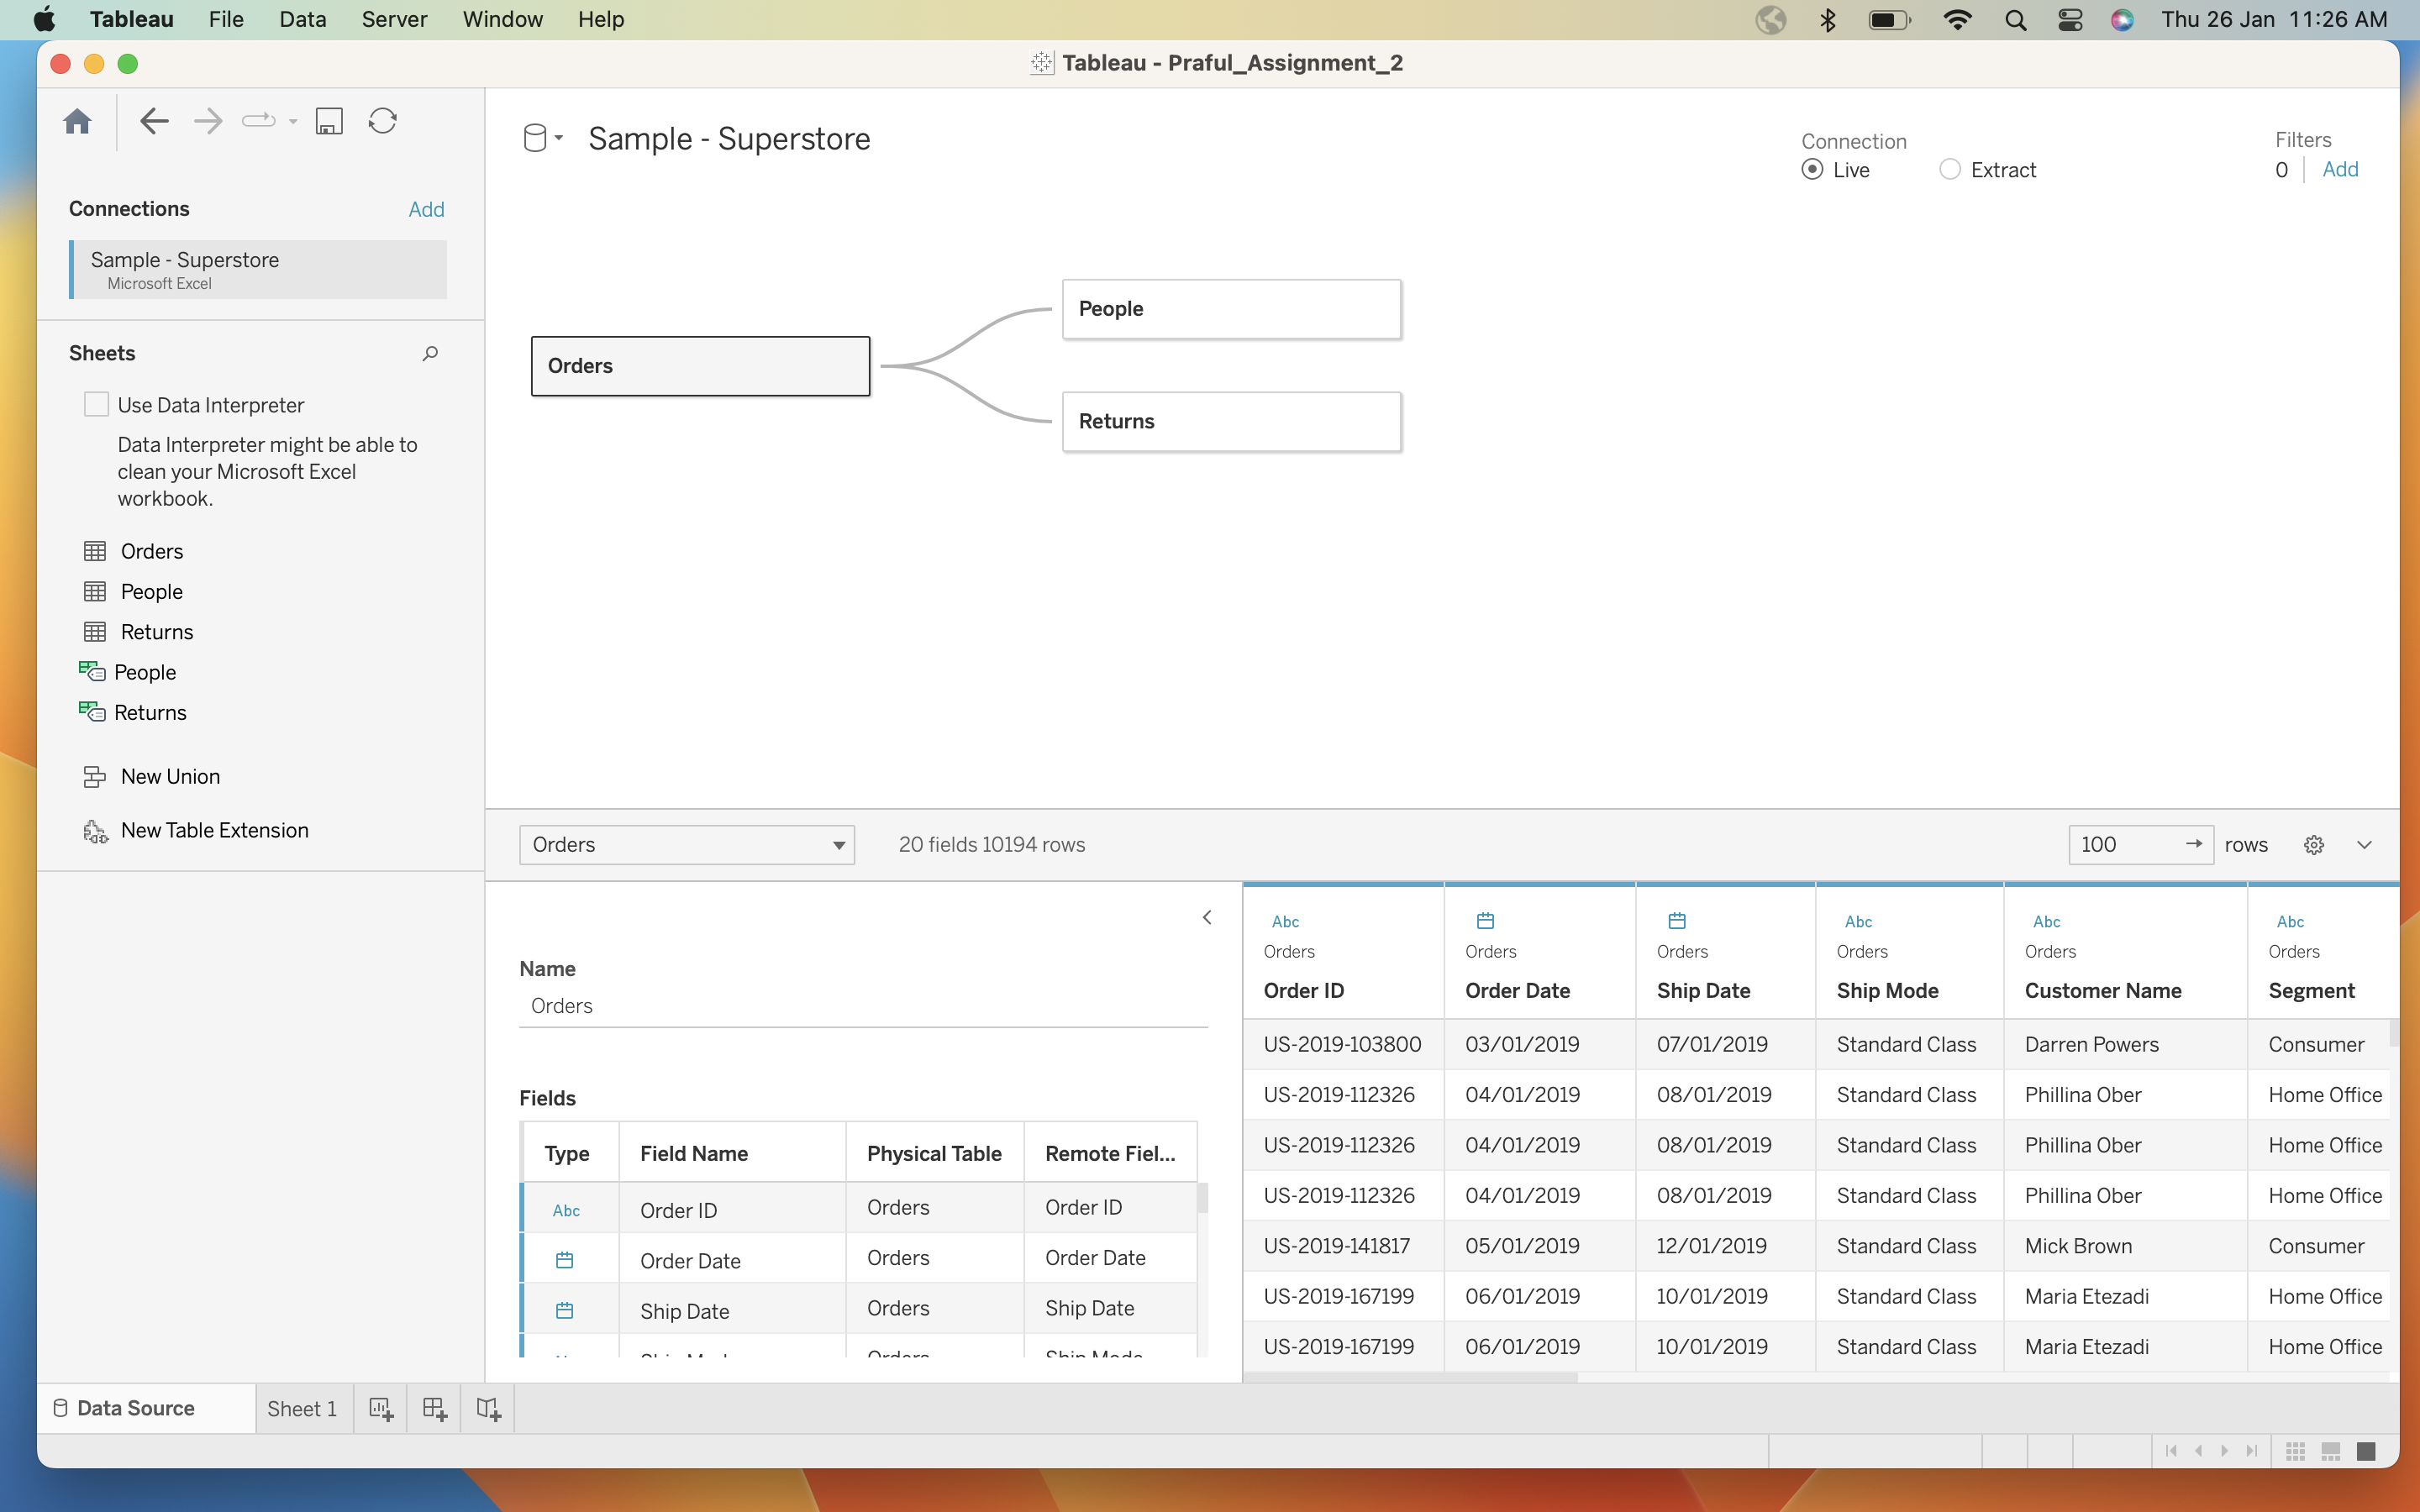 Tableau File Data Server Window Help Thu 26 Jan 11:26 AM
Tableau - Praful_Assignment_2
Sample - Superstore
Connection
Live Extract
Filters
0 Add
Connections Add
Sample - Superstore
Microsoft Excel
Sheets
Use Data Interpreter
Data Interpreter might be able to
clean your Microsoft Excel
workbook.
Orders
People
Returns
People
Returns
New Union
New Table Extension
Orders
People
Returns
Orders 20 fields 10194 rows 100 rows
Name
Orders
Fields
Type Field Name Physical Table Remote Fiel...
Abc Order ID Orders Order ID
Order Date Orders Order Date
Ship Date Orders Ship Date
Abc Abc Abc Abc
Orders Orders Orders Orders Orders Orders
Order ID Order Date Ship Date Ship Mode Customer Name Segment
US-2019-103800 03/01/2019 07/01/2019 Standard Class Darren Powers Consumer
US-2019-112326 04/01/2019 08/01/2019 Standard Class Phillina Ober Home Office
US-2019-112326 04/01/2019 08/01/2019 Standard Class Phillina Ober Home Office
US-2019-112326 04/01/2019 08/01/2019 Standard Class Phillina Ober Home Office
US-2019-141817 05/01/2019 12/01/2019 Standard Class Mick Brown Consumer
US-2019-167199 06/01/2019 10/01/2019 Standard Class Maria Etezadi Home Office
US-2019-167199 06/01/2019 10/01/2019 Standard Class Maria Etezadi Home Office
Data Source Sheet 1